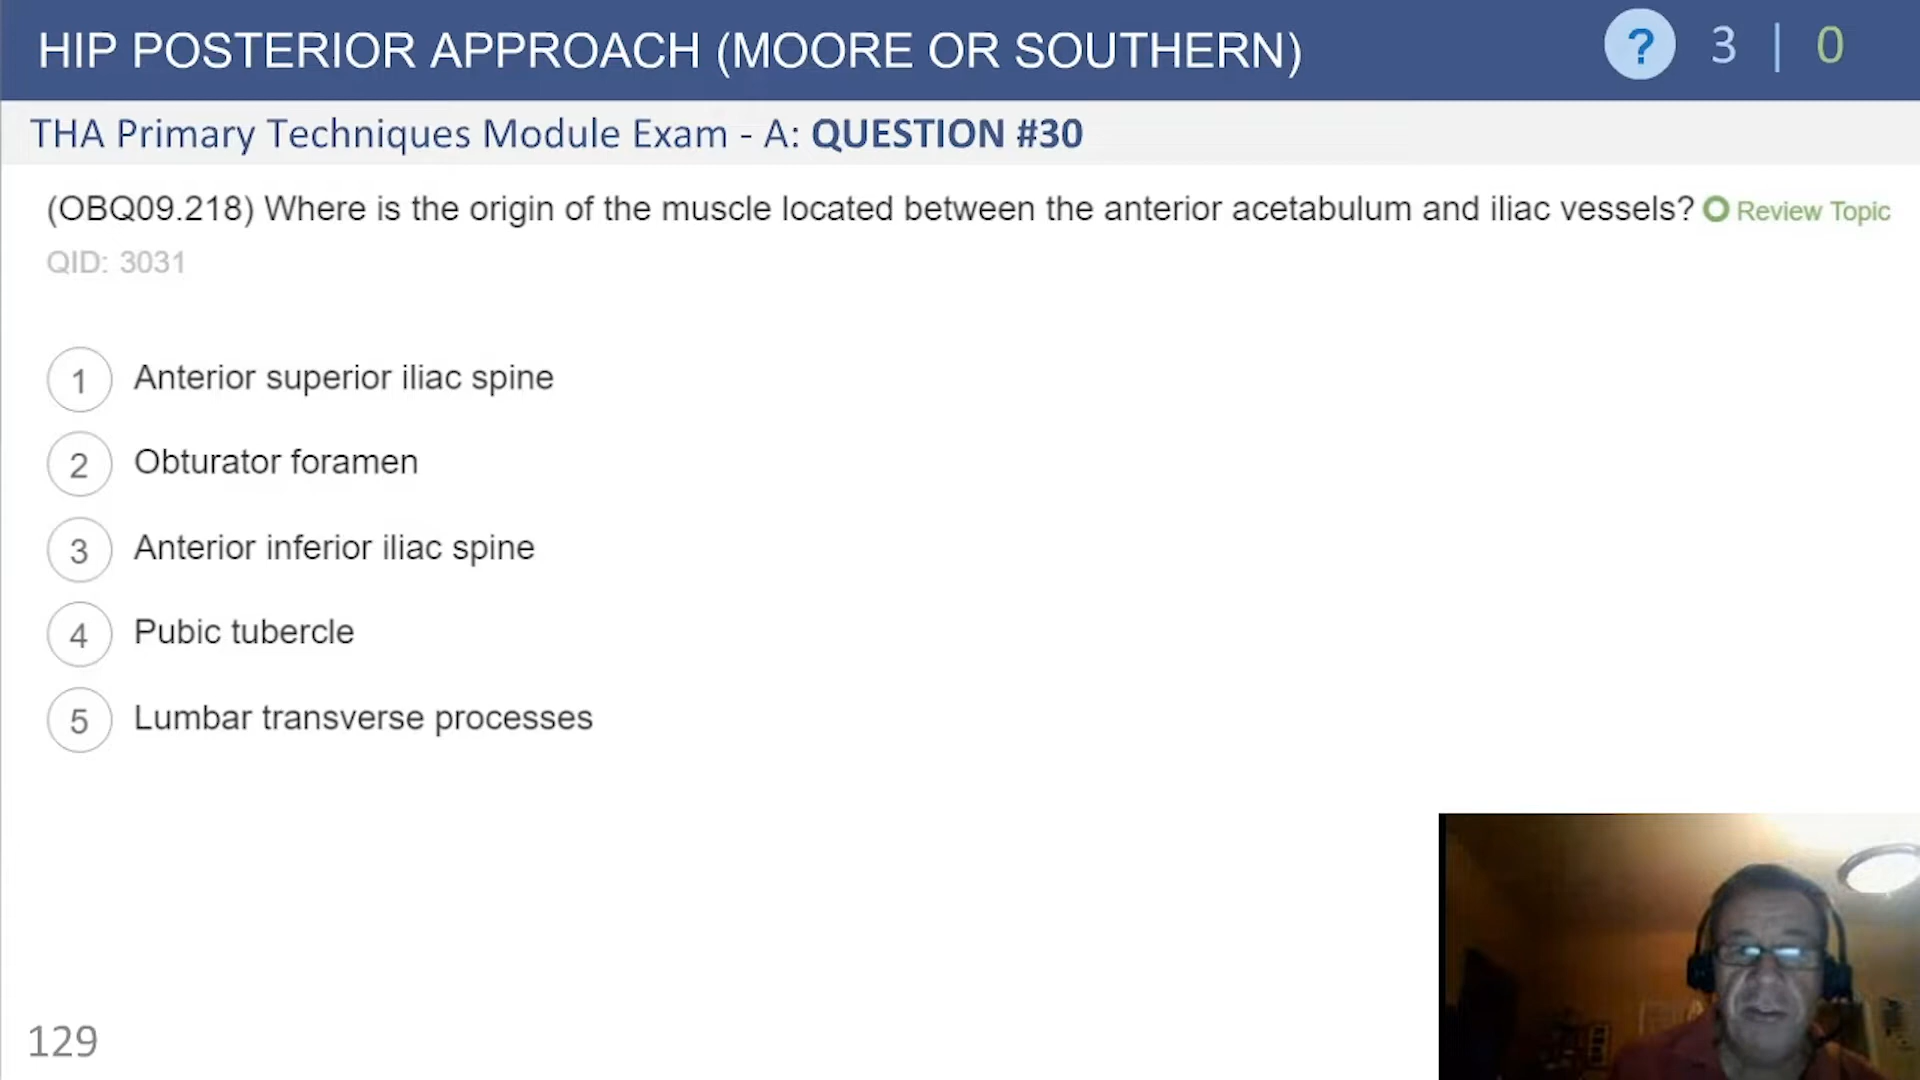 HIP POSTERIOR APPROACH (MOORE OR SOUTHERN)
? 3 | 0
THA Primary Techniques Module Exam - A: QUESTION #30
(OBQ09.218) Where is the origin of the muscle located between the anterior acetabulum and iliac vessels? Review Topic
QID: 3031
1 Anterior superior iliac spine
2 Obturator foramen
3 Anterior inferior iliac spine
4 Pubic tubercle
5 Lumbar transverse processes
129